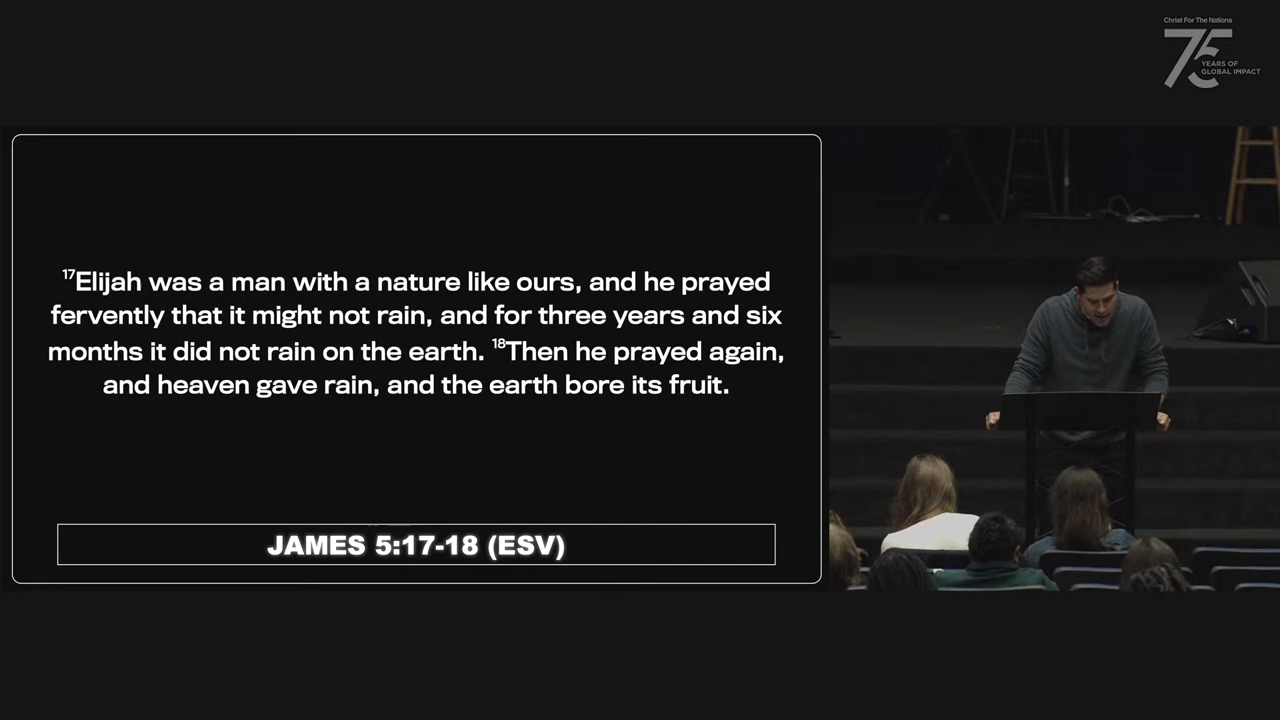 Christ For The Nations
75
YEARS OF
GLOBAL IMPACT
17Elijah was a man with a nature like ours, and he prayed
fervently that it might not rain, and for three years and six
months it did not rain on the earth. 18Then he prayed again,
and heaven gave rain, and the earth bore its fruit.
JAMES 5:17-18 (ESV)